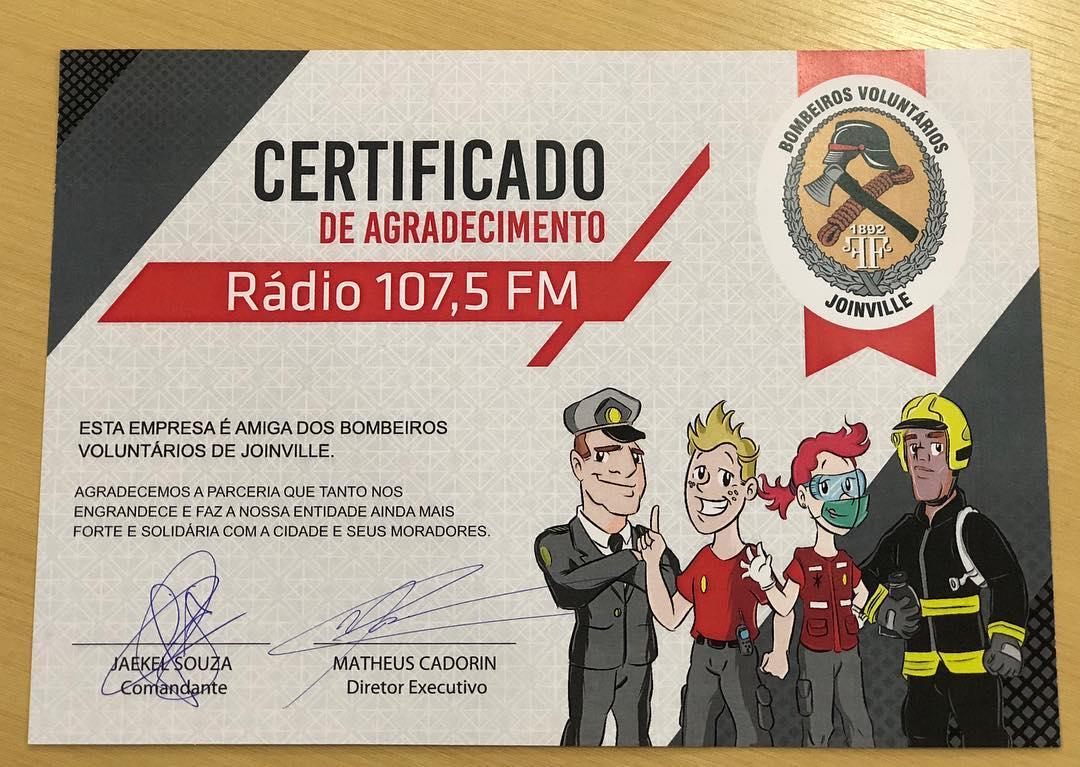 CERTIFICADO
DE AGRADECIMENTO
Rádio 107,5 FM
BOMBEIROS VOLUNTÁRIOS
1892
JOINVILLE
ESTA EMPRESA É AMIGA DOS BOMBEIROS
VOLUNTÁRIOS DE JOINVILLE.
AGRADECEMOS A PARCERIA QUE TANTO NOS
ENGRANDECE E FAZ A NOSSA ENTIDADE AINDA MAIS
FORTE E SOLIDÁRIA COM A CIDADE E SEUS MORADORES.
JAEKEL SOUZA
Comandante
MATHEUS CADORIN
Diretor Executivo